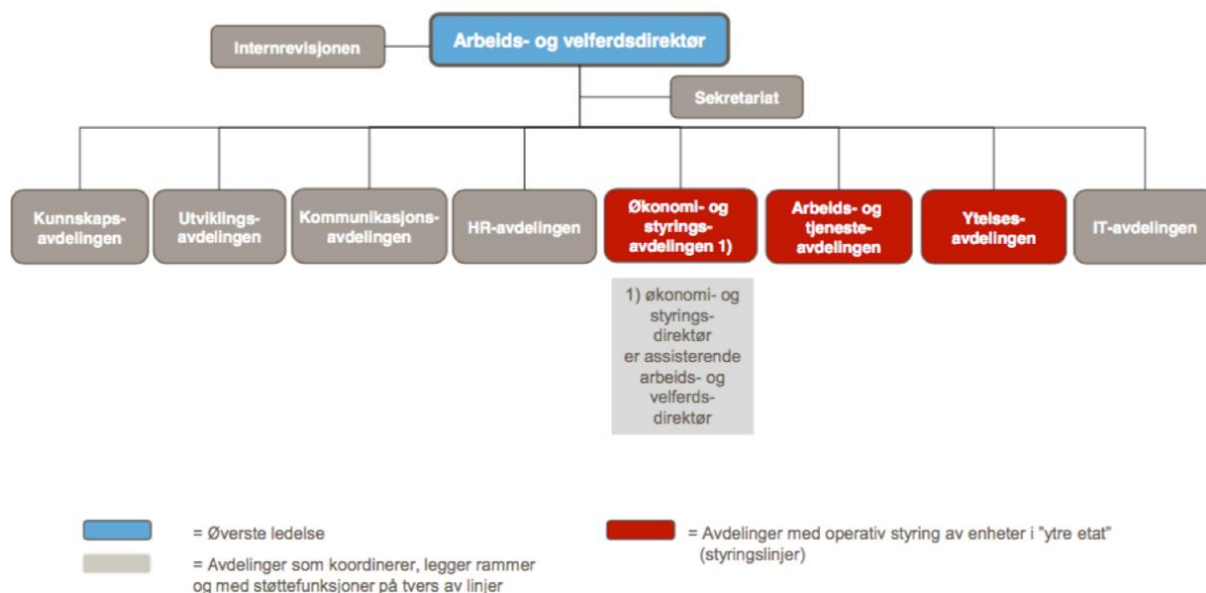 Arbeids- og velferdsdirektør
Internrevisjonen
Sekretariat
Kunnskaps-
avdelingen
Utviklings-
avdelingen
Kommunikasjons-
avdelingen
HR-avdelingen
Økonomi- og
styrings-
avdelingen 1)
Arbeids- og
tjeneste-
avdelingen
Ytelses-
avdelingen
IT-avdelingen
1) økonomi- og
styrings-
direktør
er assisterende
arbeids- og
velferds-
direktør
= Øverste ledelse
= Avdelinger som koordinerer, legger rammer
og med støttefunksjoner på tvers av linjer
= Avdelinger med operativ styring av enheter i "ytre etat"
(styringslinjer)